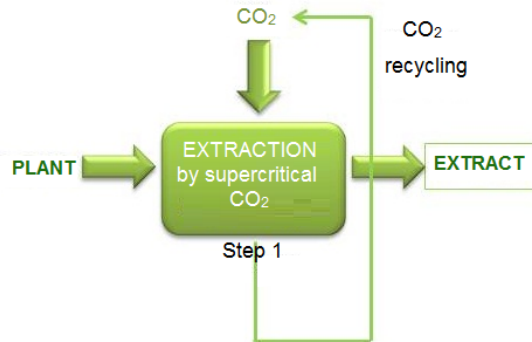 CO₂
CO₂
recycling
PLANT
EXTRACTION
by supercritical
CO₂
EXTRACT
Step 1